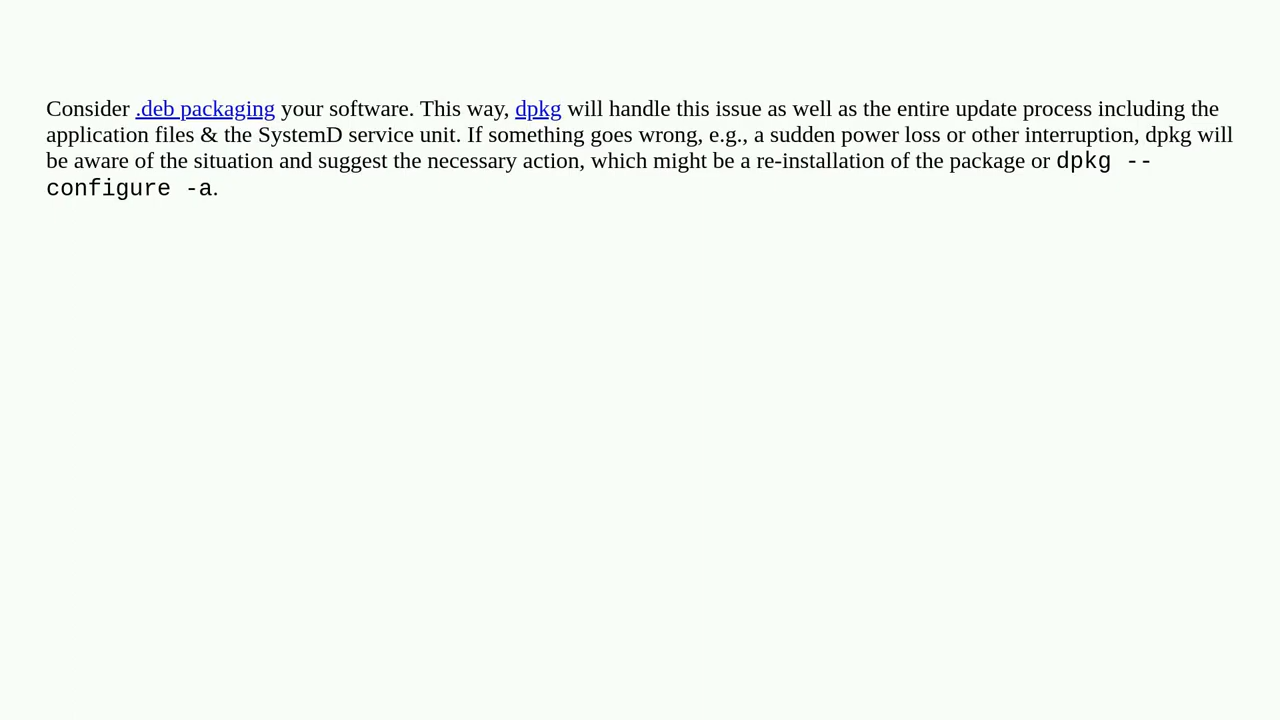 Consider .deb packaging your software. This way, dpkg will handle this issue as well as the entire update process including the
application files & the SystemD service unit. If something goes wrong, e.g., a sudden power loss or other interruption, dpkg will
be aware of the situation and suggest the necessary action, which might be a re-installation of the package or dpkg --
configure -a.